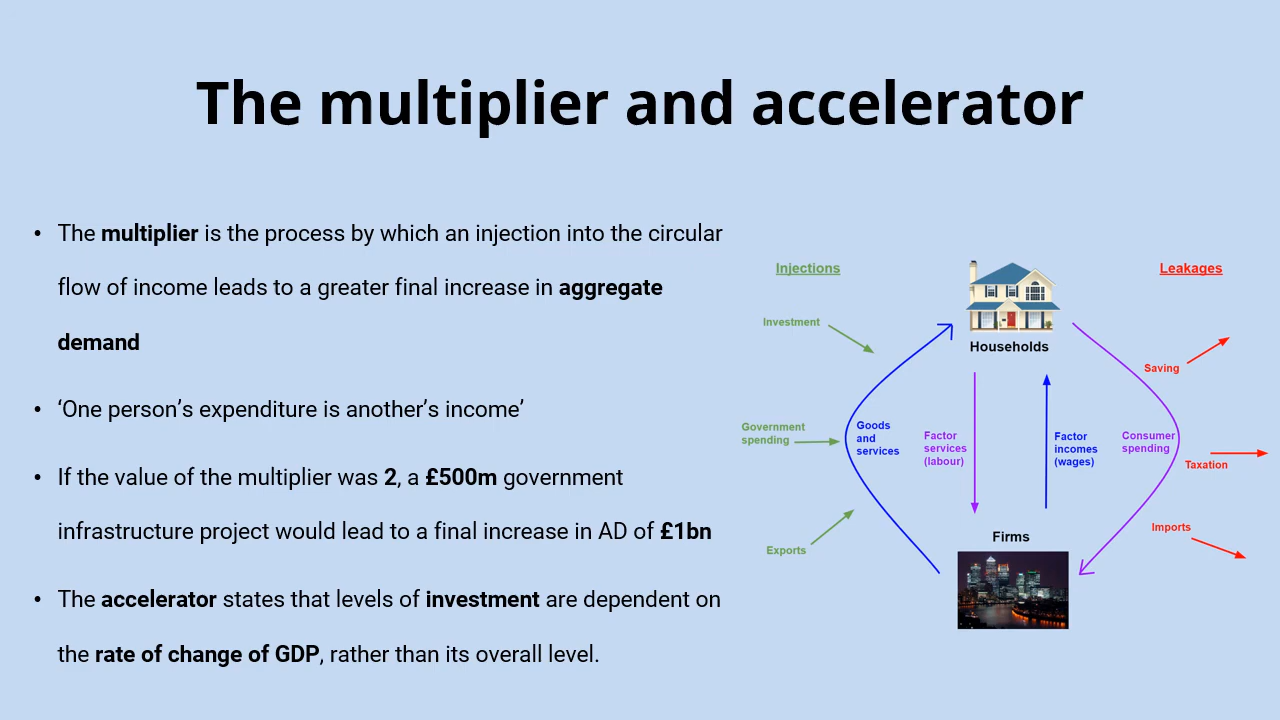 The multiplier and accelerator
• The multiplier is the process by which an injection into the circular
flow of income leads to a greater final increase in aggregate
demand
• ‘One person’s expenditure is another’s income’
• If the value of the multiplier was 2, a £500m government
infrastructure project would lead to a final increase in AD of £1bn
• The accelerator states that levels of investment are dependent on
the rate of change of GDP, rather than its overall level.
Injections
Investment
Government
spending
Exports
Goods
and
services
Households
Factor
services
(labour)
Factor
incomes
(wages)
Firms
Consumer
spending
Leakages
Saving
Taxation
Imports